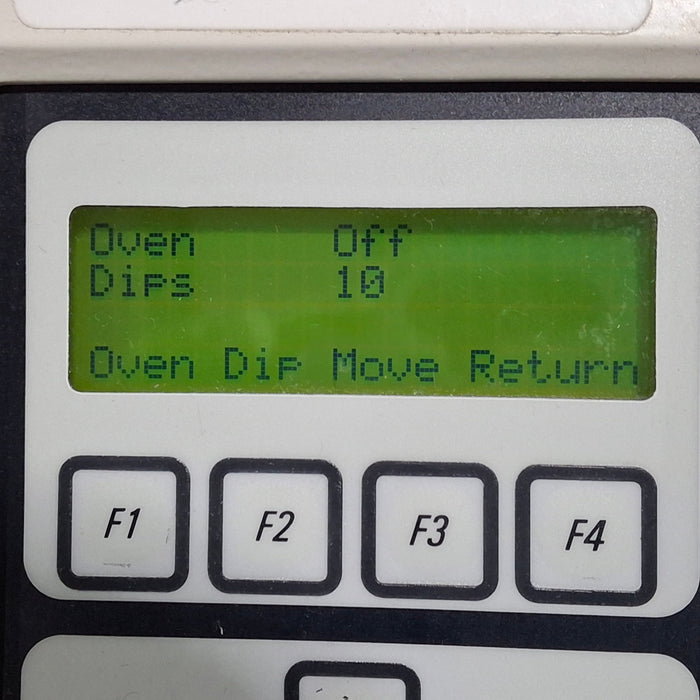 Oven Off
Dips 10
Oven Dip Move Return
F1 F2 F3 F4